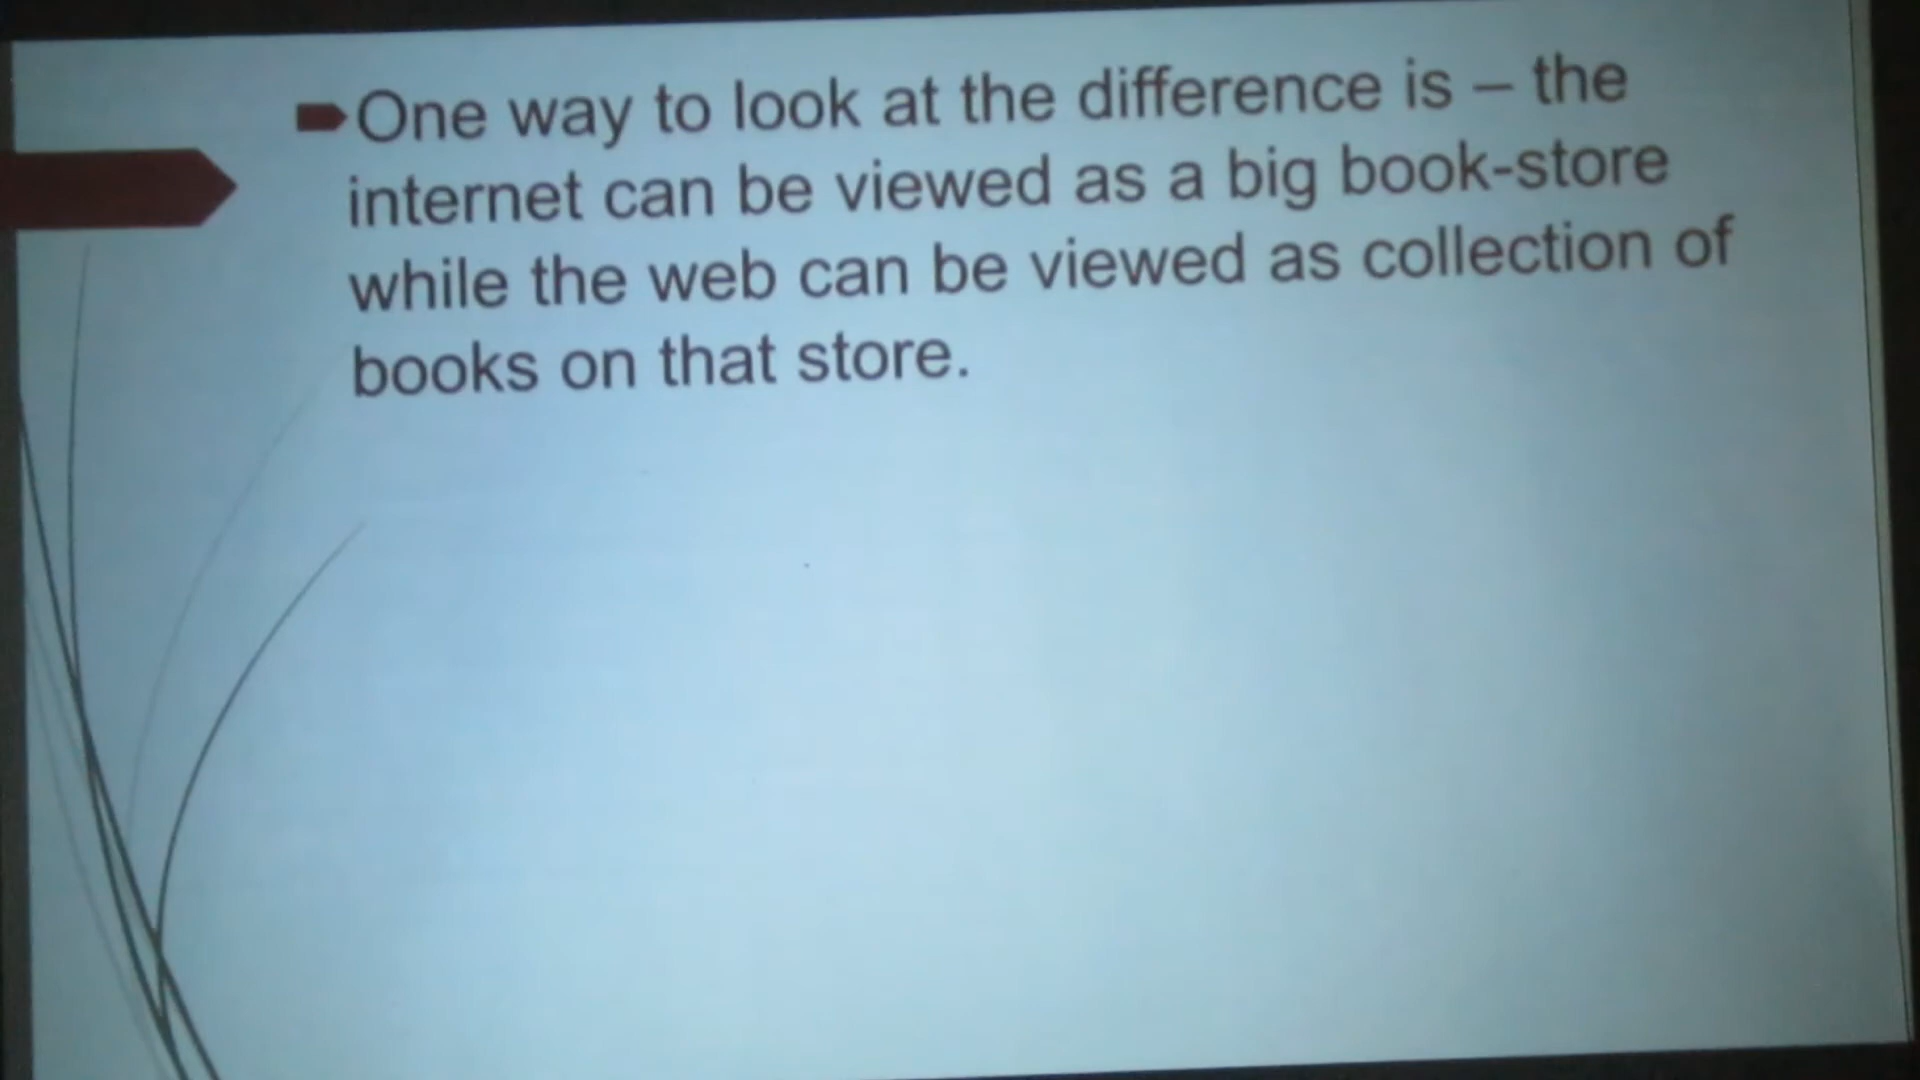 One way to look at the difference is – the
internet can be viewed as a big book-store
while the web can be viewed as collection of
books on that store.